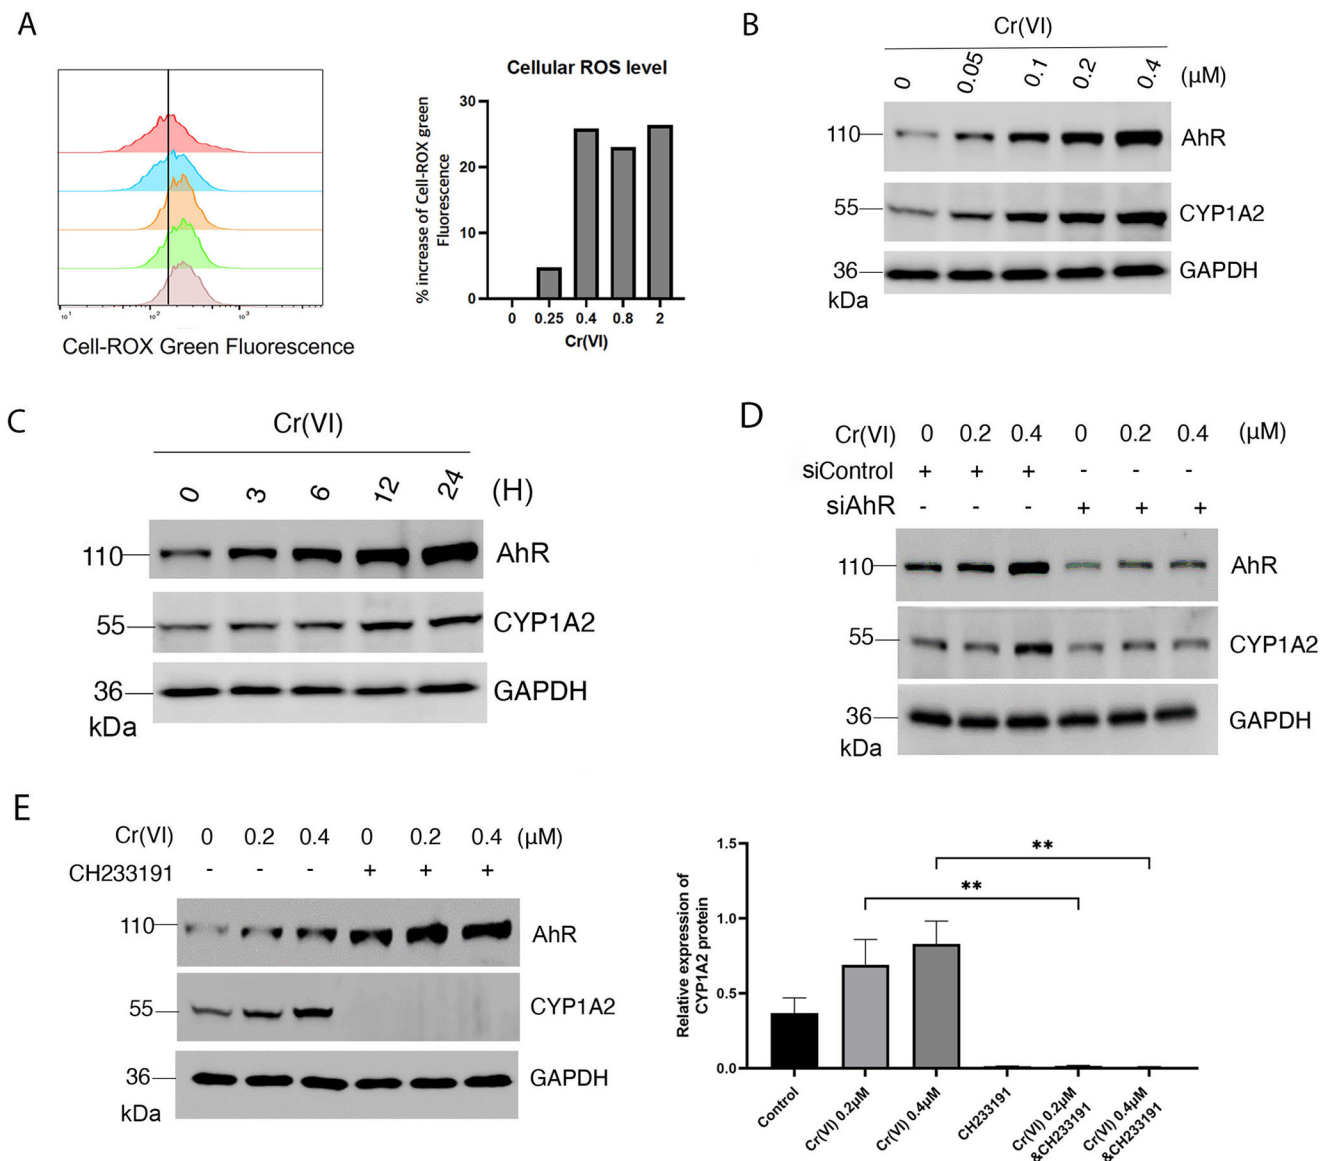 A
Cellular ROS level
% increase of Cell-ROX green
Fluorescence
30
20
10
0
0 0.25 0.4 0.8 2
Cr(VI)
10¹ 10² 10³
Cell-ROX Green Fluorescence
B
Cr(VI)
0 0.05 0.1 0.2 0.4 (μM)
110 AhR
55 CYP1A2
36 GAPDH
kDa
C
Cr(VI)
0 3 6 12 24 (H)
110 AhR
55 CYP1A2
36 GAPDH
kDa
D
Cr(VI) 0 0.2 0.4 0 0.2 0.4 (μM)
siControl + + + - - -
siAhR - - - + + +
110 AhR
55 CYP1A2
36 GAPDH
kDa
E
Cr(VI) 0 0.2 0.4 0 0.2 0.4 (μM)
CH233191 - - - + + +
110 AhR
55 CYP1A2
36 GAPDH
kDa
Relative expression of
CYP1A2 protein
1.5
1.0
0.5
0.0
**
**
Control
Cr(VI) 0.2μM
Cr(VI) 0.4μM
CH233191
Cr(VI) 0.2μM
&CH233191
Cr(VI) 0.4μM
&CH233191